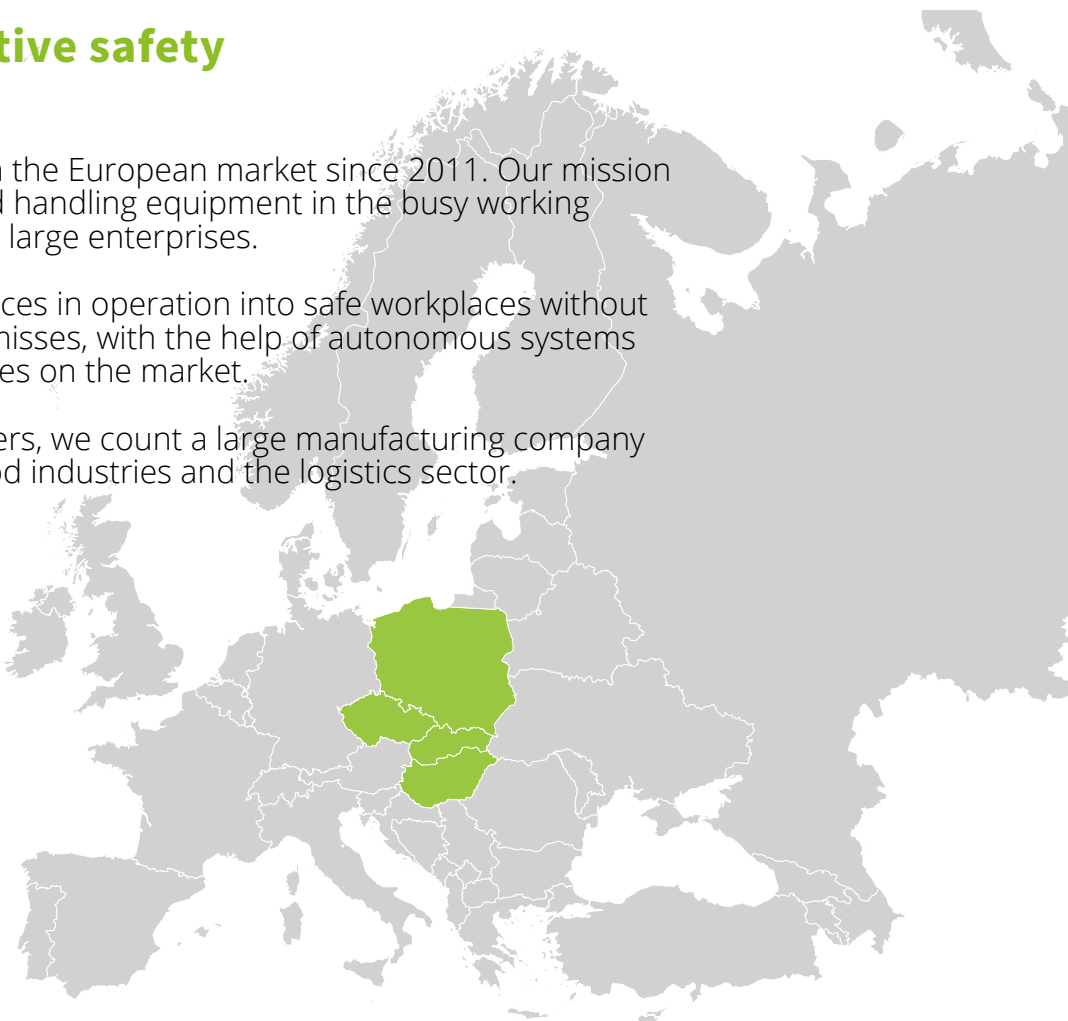 tive safety
the European market since 2011. Our mission
handling equipment in the busy working
large enterprises.
ces in operation into safe workplaces without
isses, with the help of autonomous systems
es on the market.
ers, we count a large manufacturing company
od industries and the logistics sector.